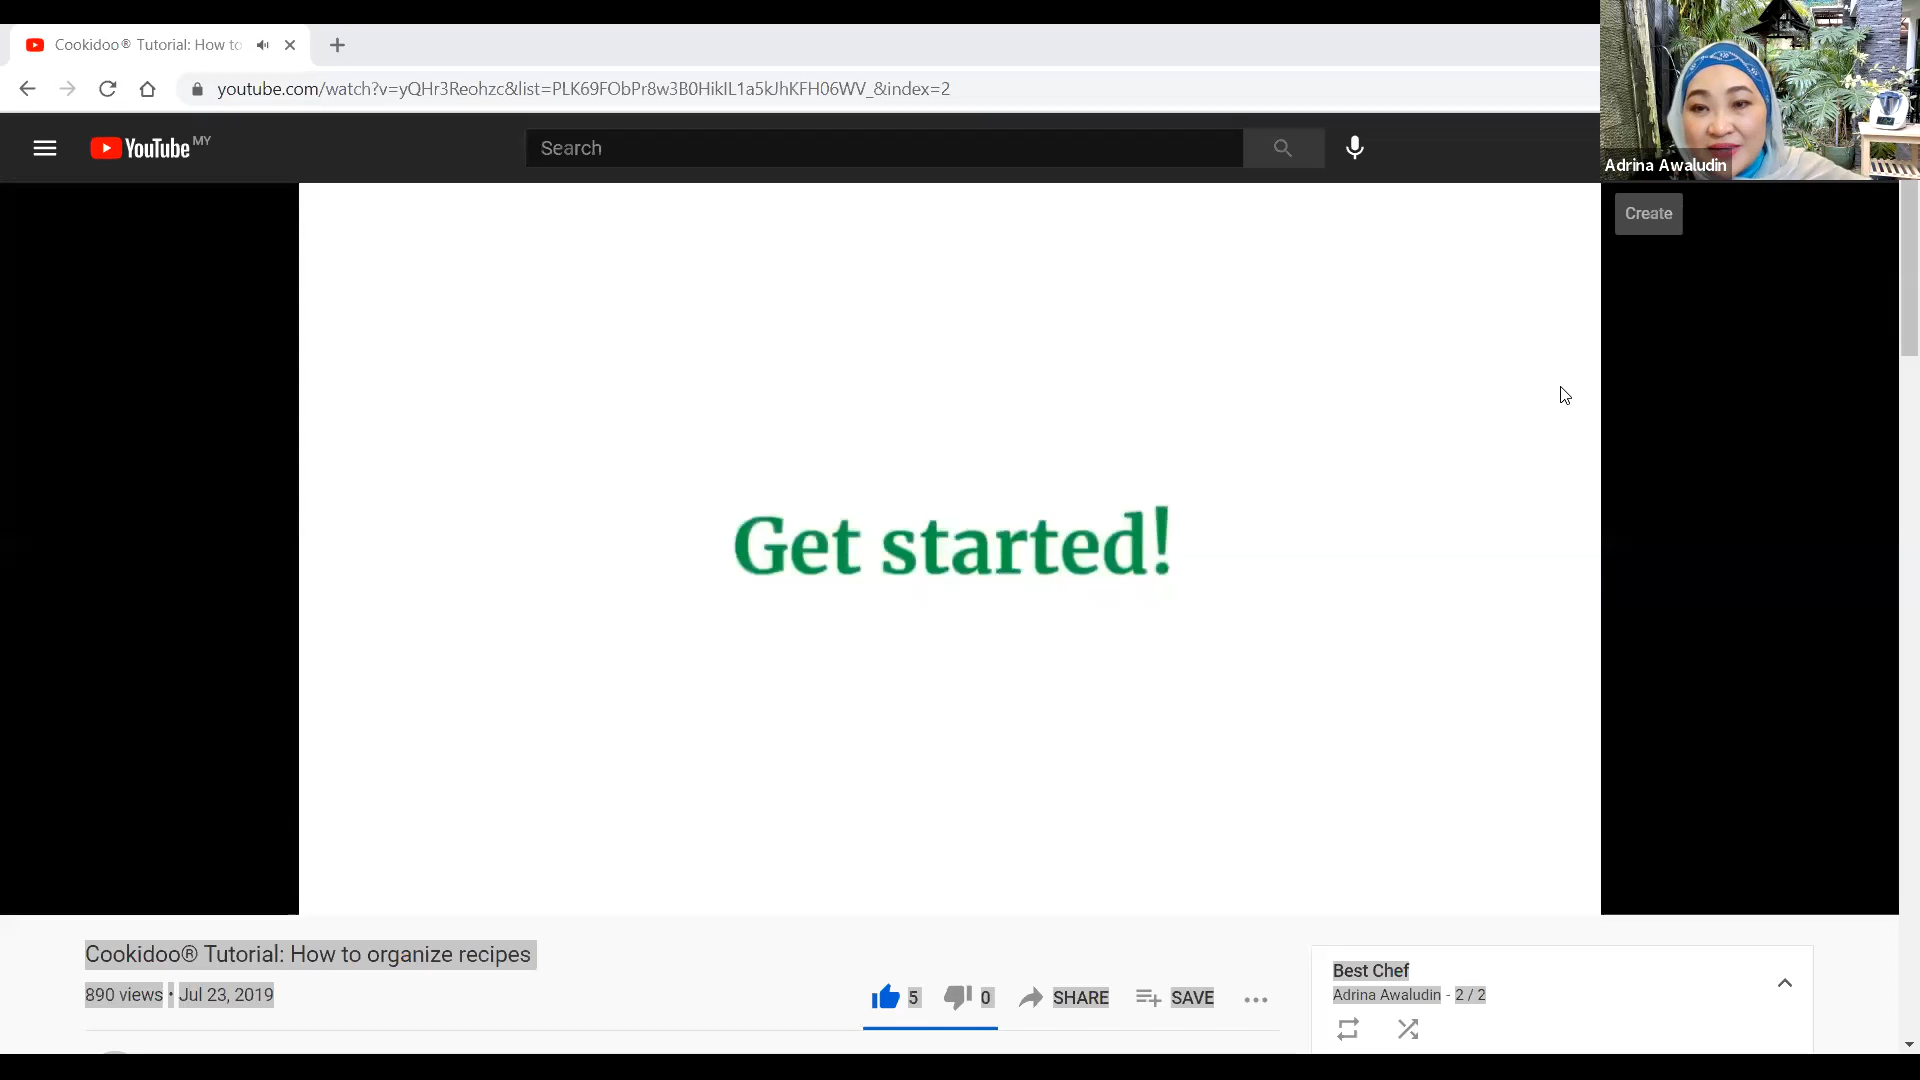 Cookidoo® Tutorial: How to
youtube.com/watch?v=yQHr3Reohzc&list=PLK69FObPr8w3B0HikIL1a5kJhKFH06WV_&index=2
YouTube MY
Search
Adrina Awaludin
Create
Get started!
Cookidoo® Tutorial: How to organize recipes
890 views • Jul 23, 2019
5 0 SHARE SAVE
Best Chef
Adrina Awaludin - 2 / 2